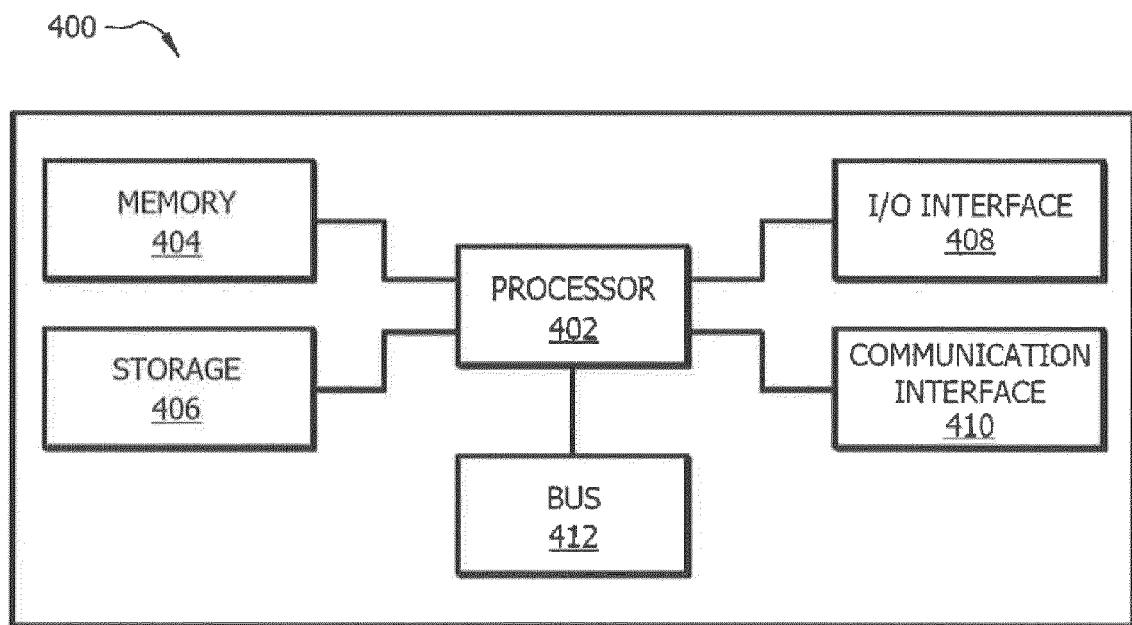 400
MEMORY
404
I/O INTERFACE
408
PROCESSOR
402
STORAGE
406
COMMUNICATION
INTERFACE
410
BUS
412